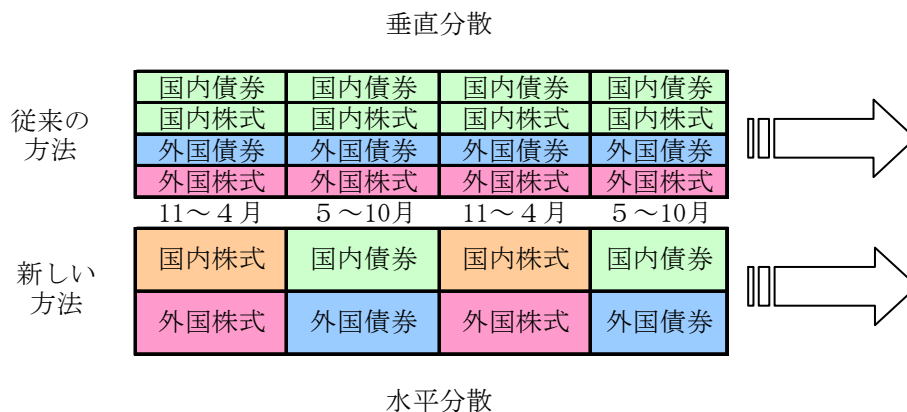 垂直分散
従来の
方法
国内債券 国内債券 国内債券 国内債券
国内株式 国内株式 国内株式 国内株式
外国債券 外国債券 外国債券 外国債券
外国株式 外国株式 外国株式 外国株式
11～４月 ５～10月 11～４月 ５～10月
新しい
方法
国内株式 国内債券 国内株式 国内債券
外国株式 外国債券 外国株式 外国債券
水平分散